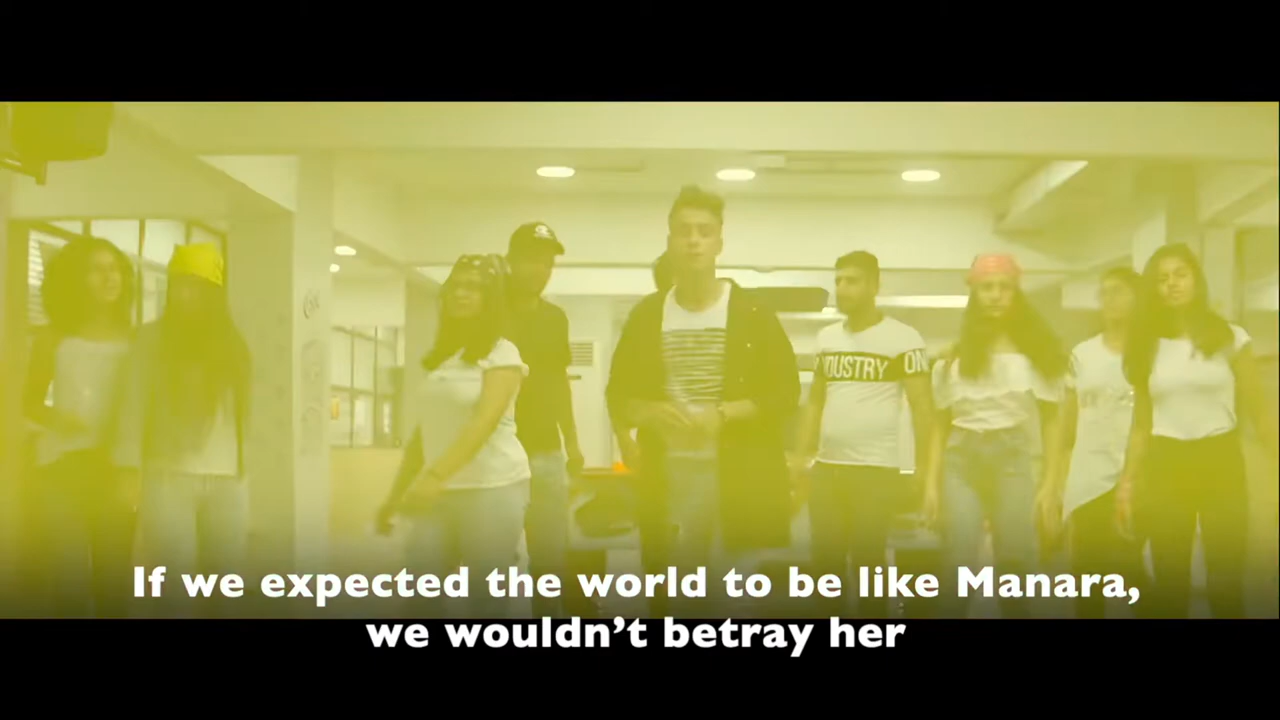 INDUSTRY ON
If we expected the world to be like Manara,
we wouldn’t betray her